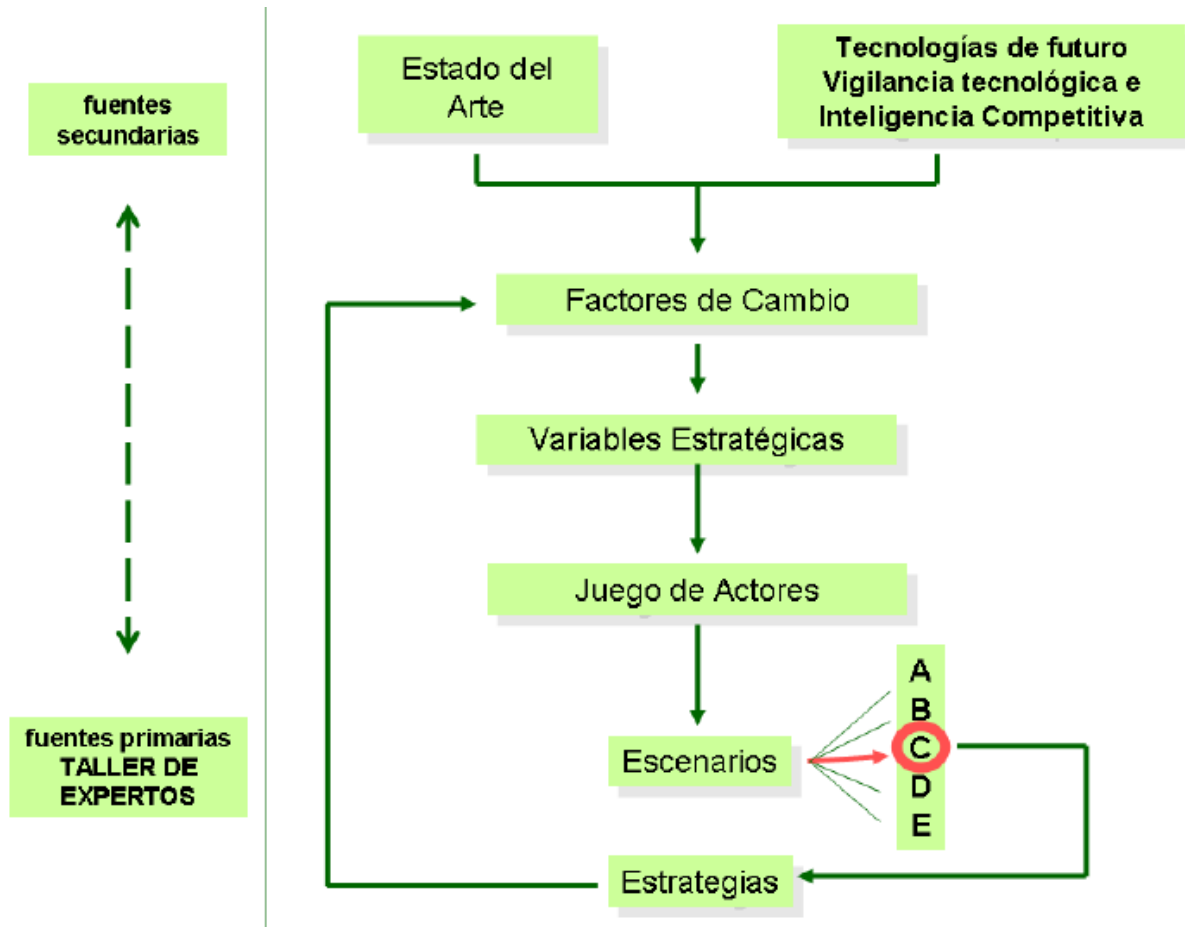 Estado del
Arte
Tecnologías de futuro
Vigilancia tecnológica e
Inteligencia Competitiva
fuentes
secundarias
Factores de Cambio
Variables Estratégicas
Juego de Actores
fuentes primarias
TALLER DE
EXPERTOS
Escenarios
A
B
C
D
E
Estrategias